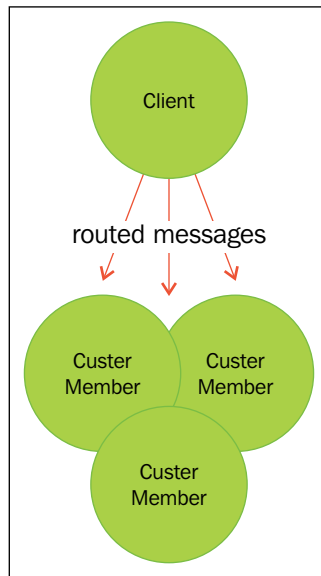 Client
routed messages
Custer
Member
Custer
Member
Custer
Member